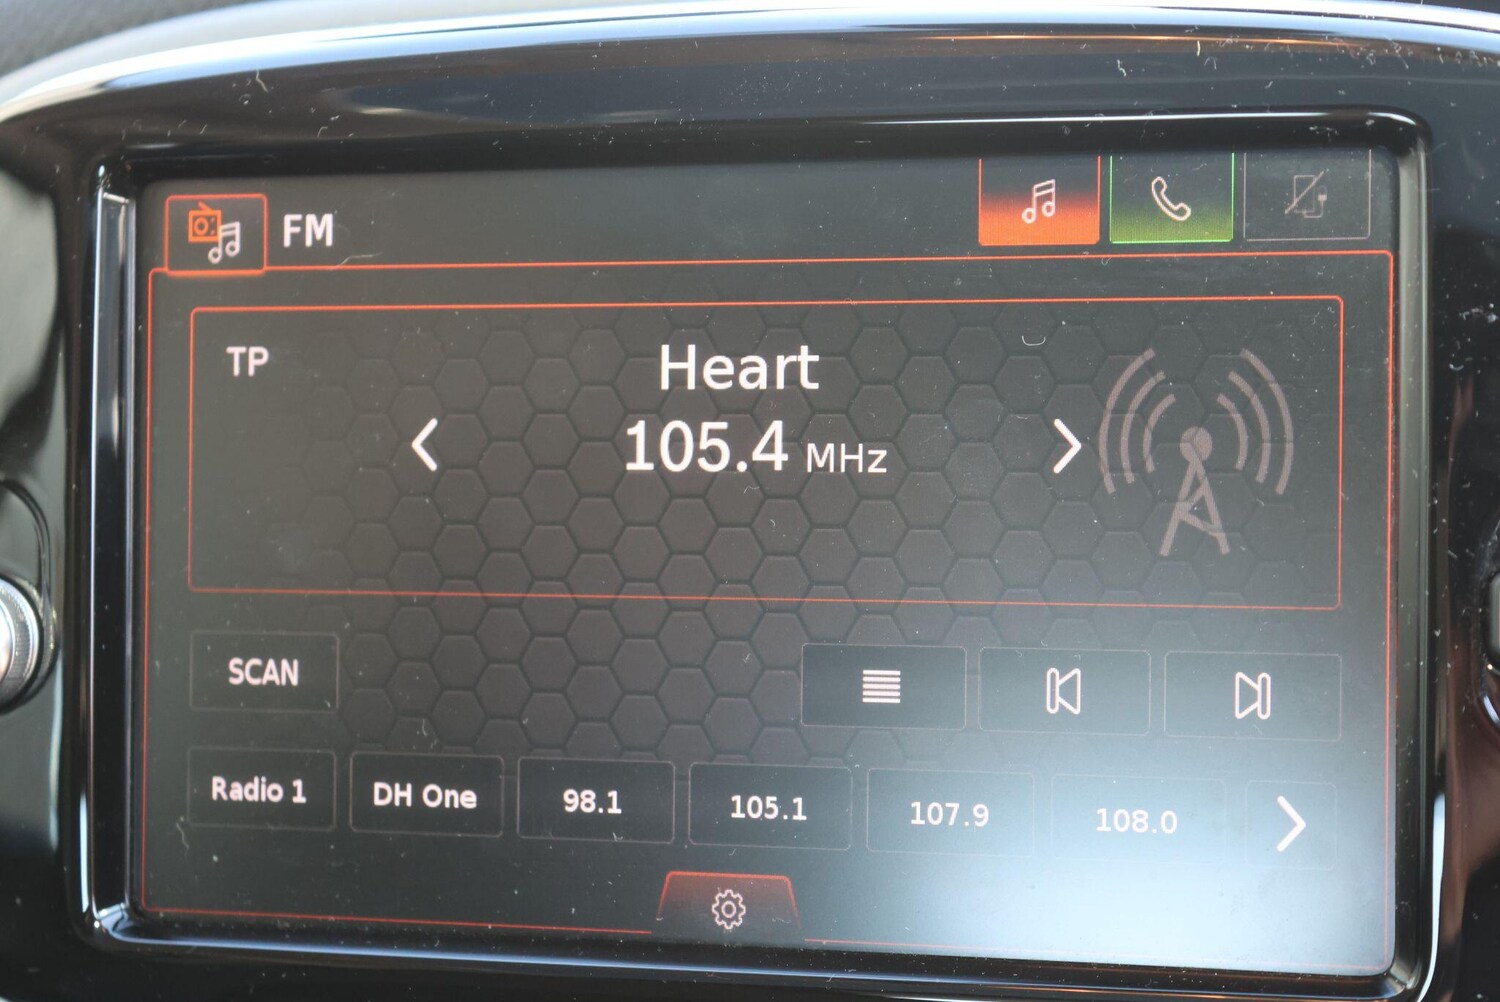 FM
TP
Heart
105.4 MHz
SCAN
Radio 1
DH One
98.1
105.1
107.9
108.0